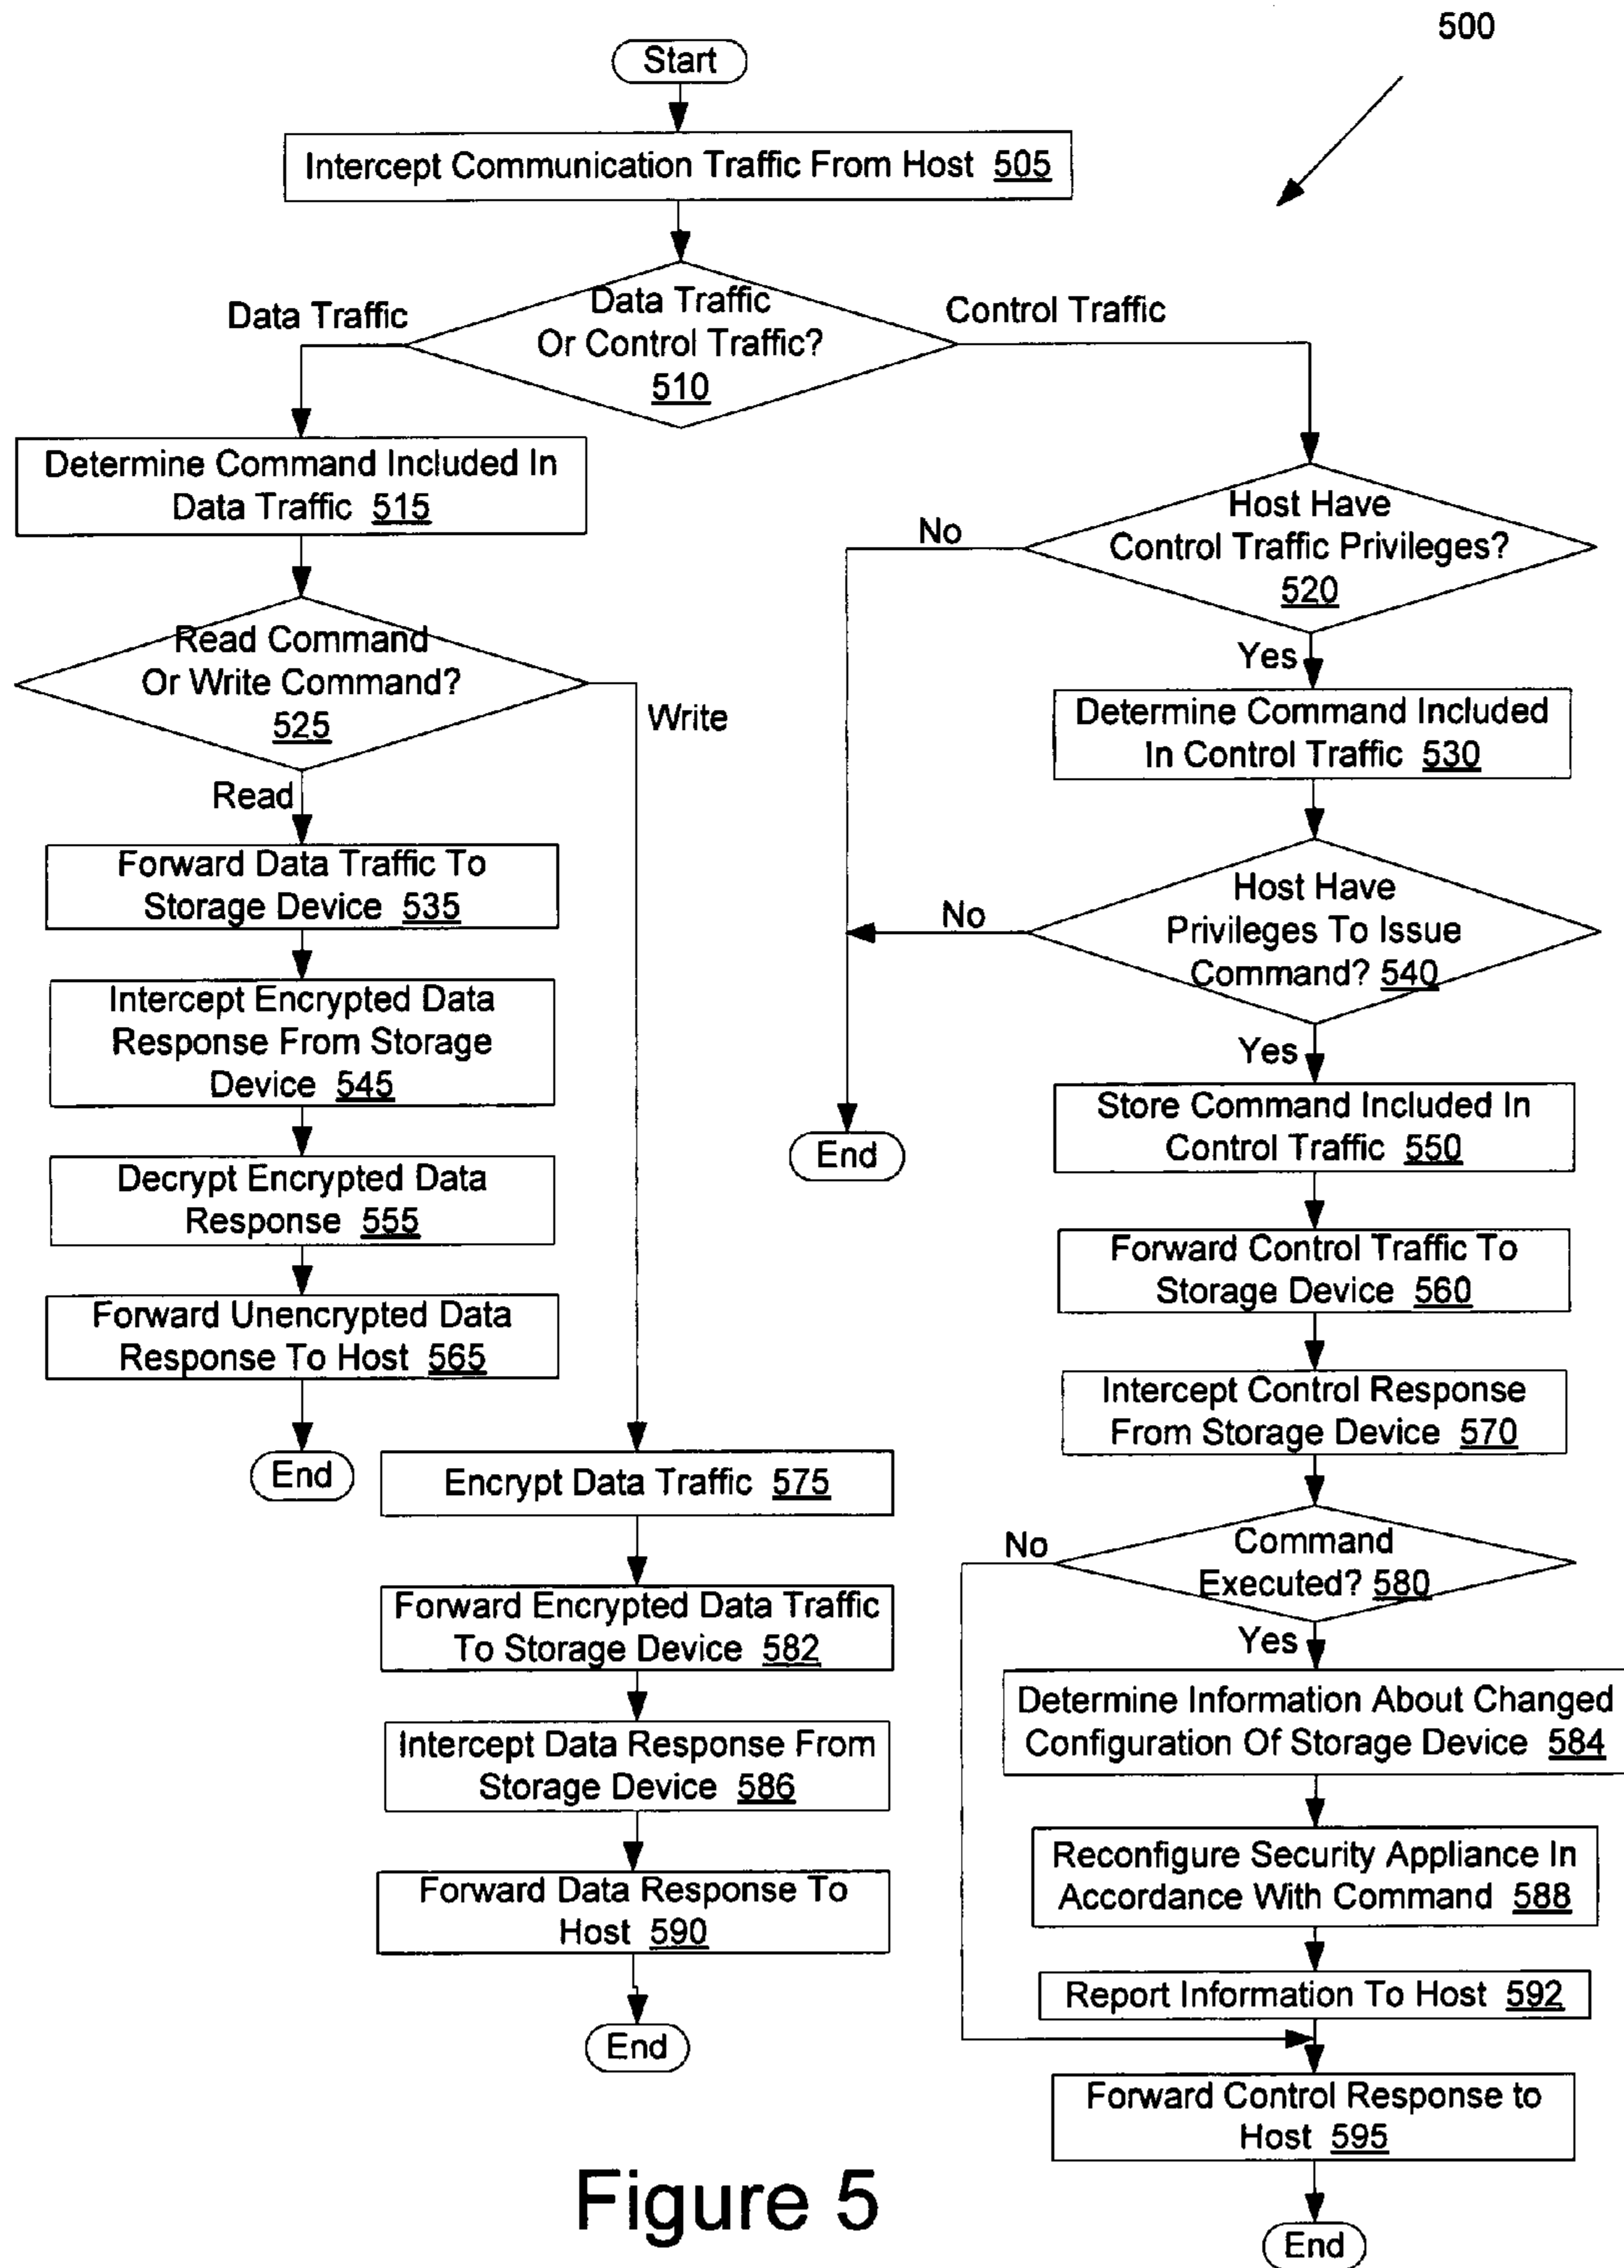 500
Start
Intercept Communication Traffic From Host 505
Data Traffic
Or Control Traffic?
510
Data Traffic
Control Traffic
Determine Command Included In
Data Traffic 515
Read Command
Or Write Command?
525
Write
Read
Forward Data Traffic To
Storage Device 535
Intercept Encrypted Data
Response From Storage
Device 545
Decrypt Encrypted Data
Response 555
Forward Unencrypted Data
Response To Host 565
End
Encrypt Data Traffic 575
Forward Encrypted Data Traffic
To Storage Device 582
Intercept Data Response From
Storage Device 586
Forward Data Response To
Host 590
End
Host Have
Control Traffic Privileges?
520
No
Yes
Determine Command Included
In Control Traffic 530
Host Have
Privileges To Issue
Command? 540
No
End
Yes
Store Command Included In
Control Traffic 550
Forward Control Traffic To
Storage Device 560
Intercept Control Response
From Storage Device 570
Command
Executed? 580
No
Yes
Determine Information About Changed
Configuration Of Storage Device 584
Reconfigure Security Appliance In
Accordance With Command 588
Report Information To Host 592
Forward Control Response to
Host 595
End
Figure 5